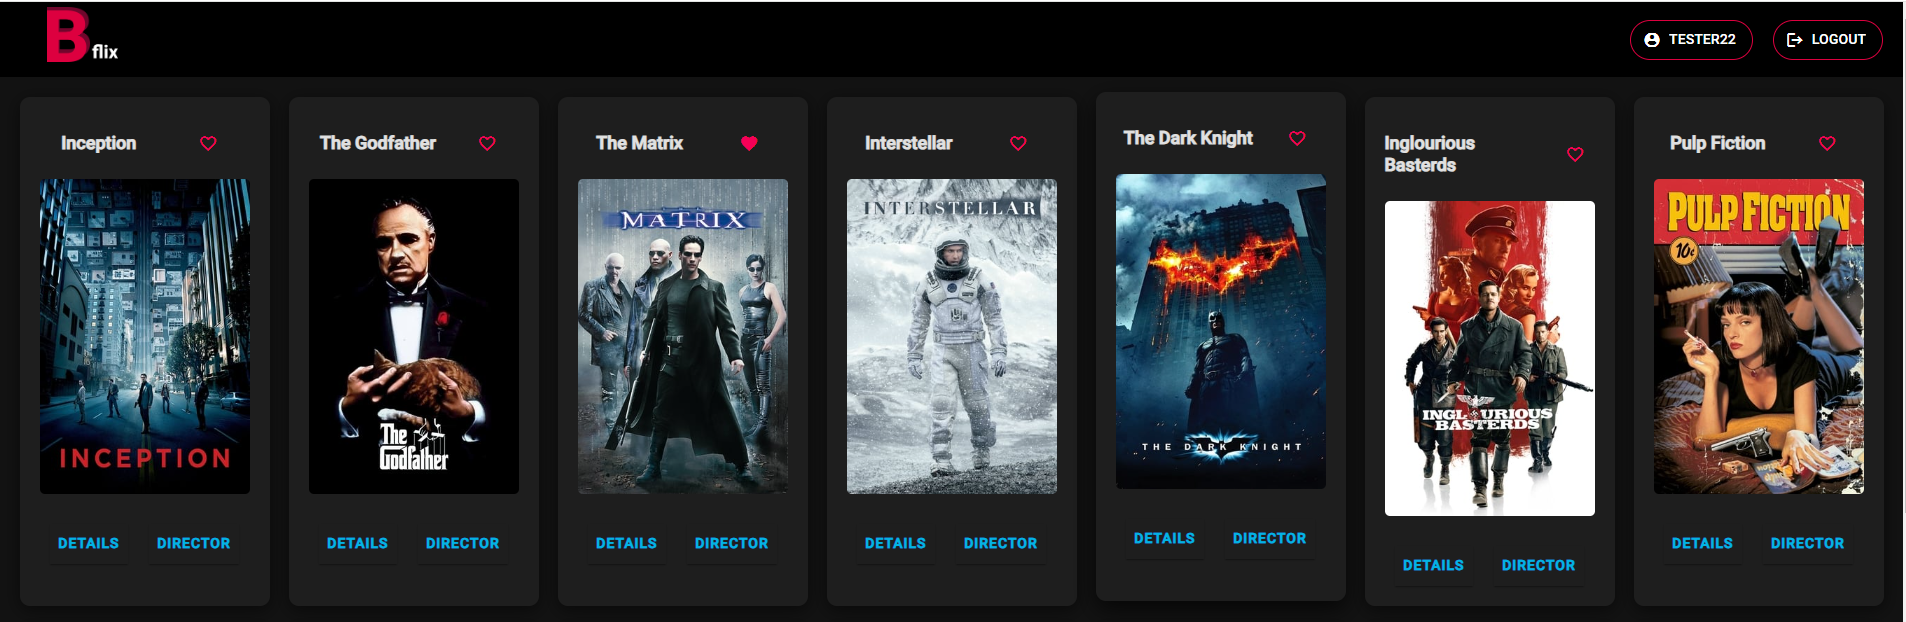 B flix
TESTER22
LOGOUT
Inception
The Godfather
The Matrix
Interstellar
The Dark Knight
Inglourious
Basterds
Pulp Fiction
INCEPTION
The
Godfather
MATRIX
INTERSTELLAR
THE DARK KNIGHT
INGLOURIOUS
BASTERDS
PULP FICTION
10¢
DETAILS DIRECTOR
DETAILS DIRECTOR
DETAILS DIRECTOR
DETAILS DIRECTOR
DETAILS DIRECTOR
DETAILS DIRECTOR
DETAILS DIRECTOR